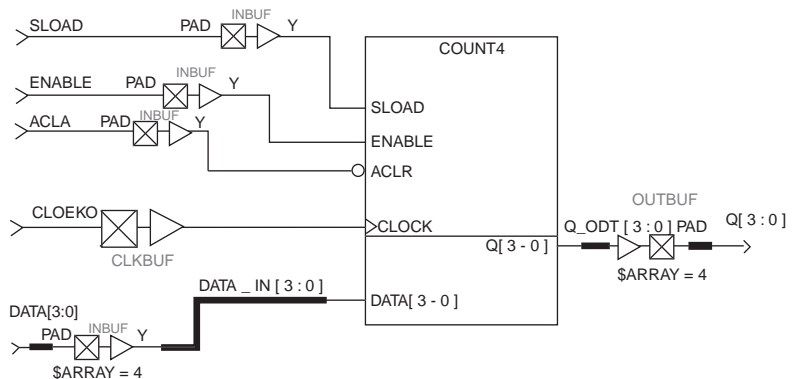 SLOAD PAD INBUF Y
COUNT4
ENABLE PAD INBUF Y
SLOAD
ACLA PAD INBUF Y
ENABLE
ACLR
OUTBUF
CLOEKO
CLOCK
Q_ODT [ 3 : 0 ] PAD Q[ 3 : 0 ]
Q[ 3 - 0 ]
CLKBUF
$ARRAY = 4
DATA _ IN [ 3 : 0 ]
DATA[ 3 - 0 ]
DATA[3:0]
PAD INBUF Y
$ARRAY = 4